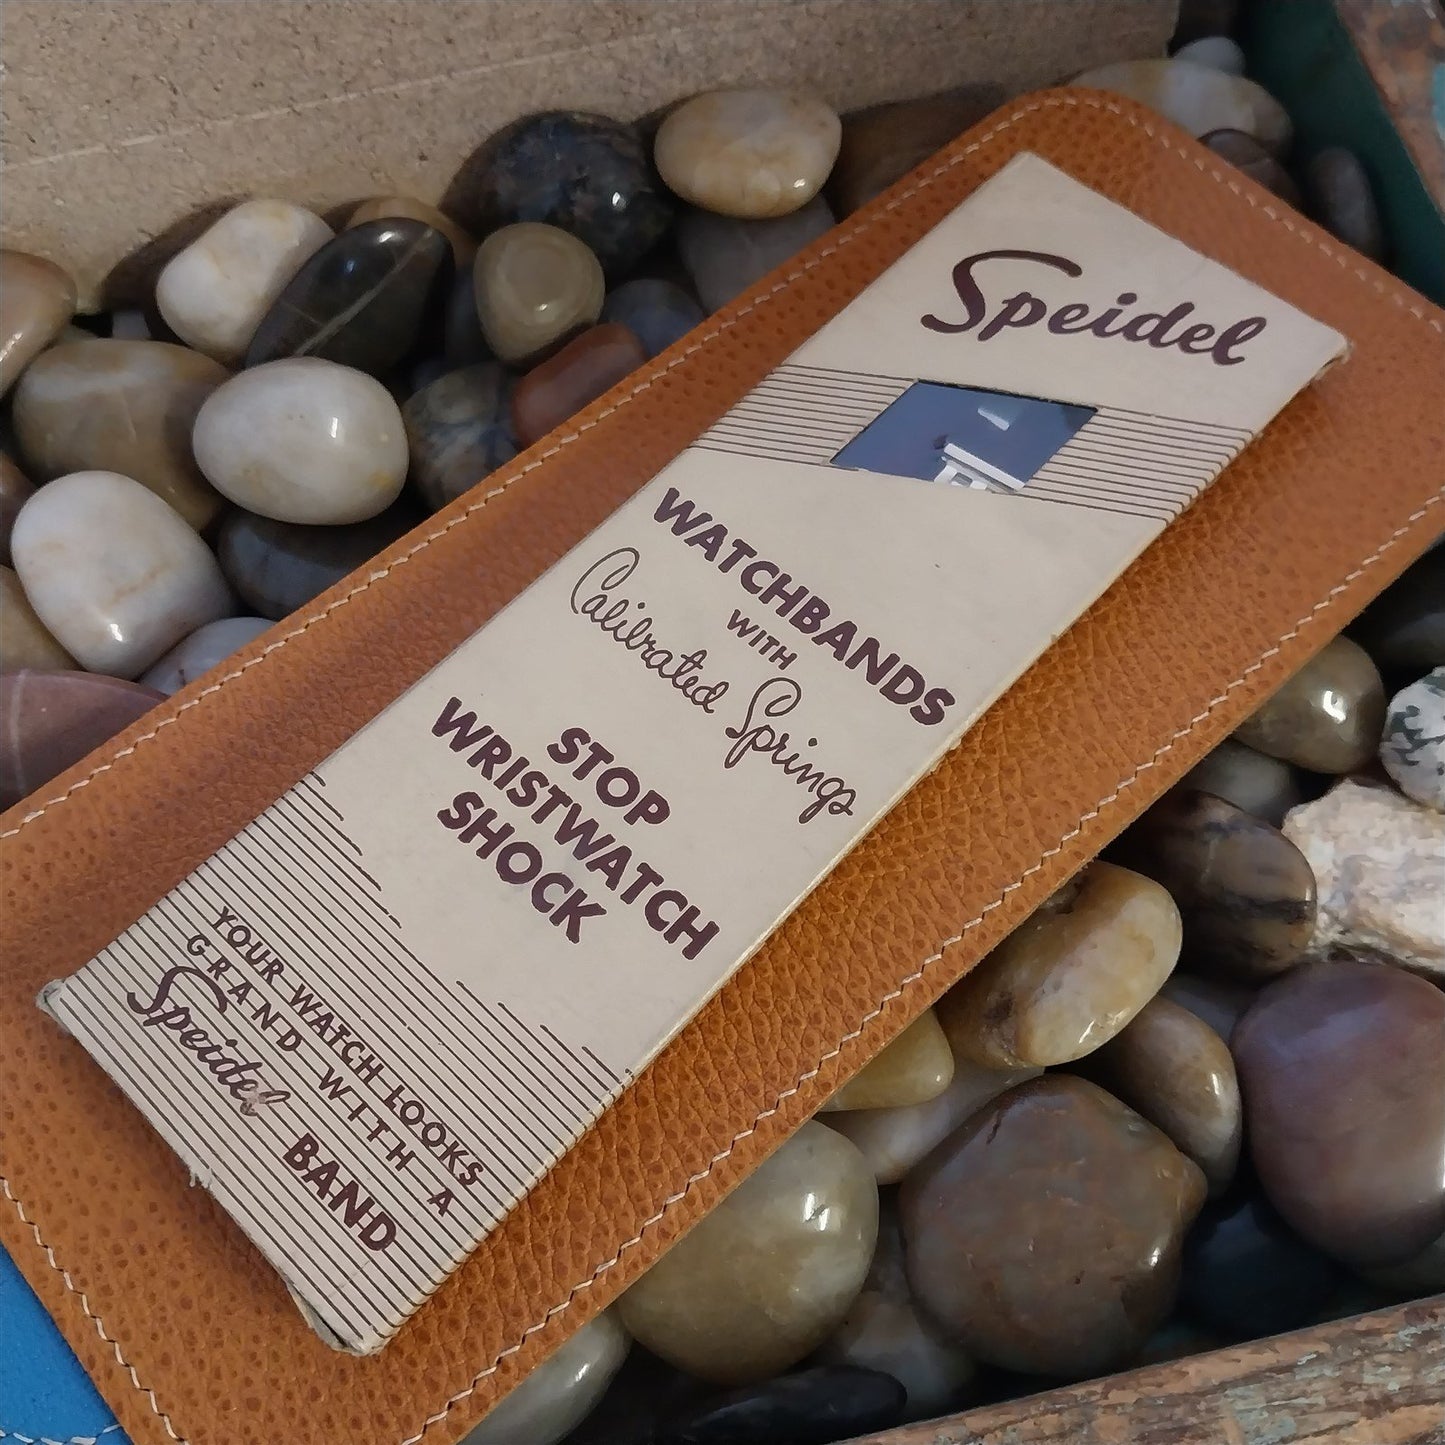 Speidel
WATCHBANDS
WITH
Calibrated Springs
STOP
WRISTWATCH
SHOCK
YOUR WATCH LOOKS
GRAND WITH A
Speidel BAND